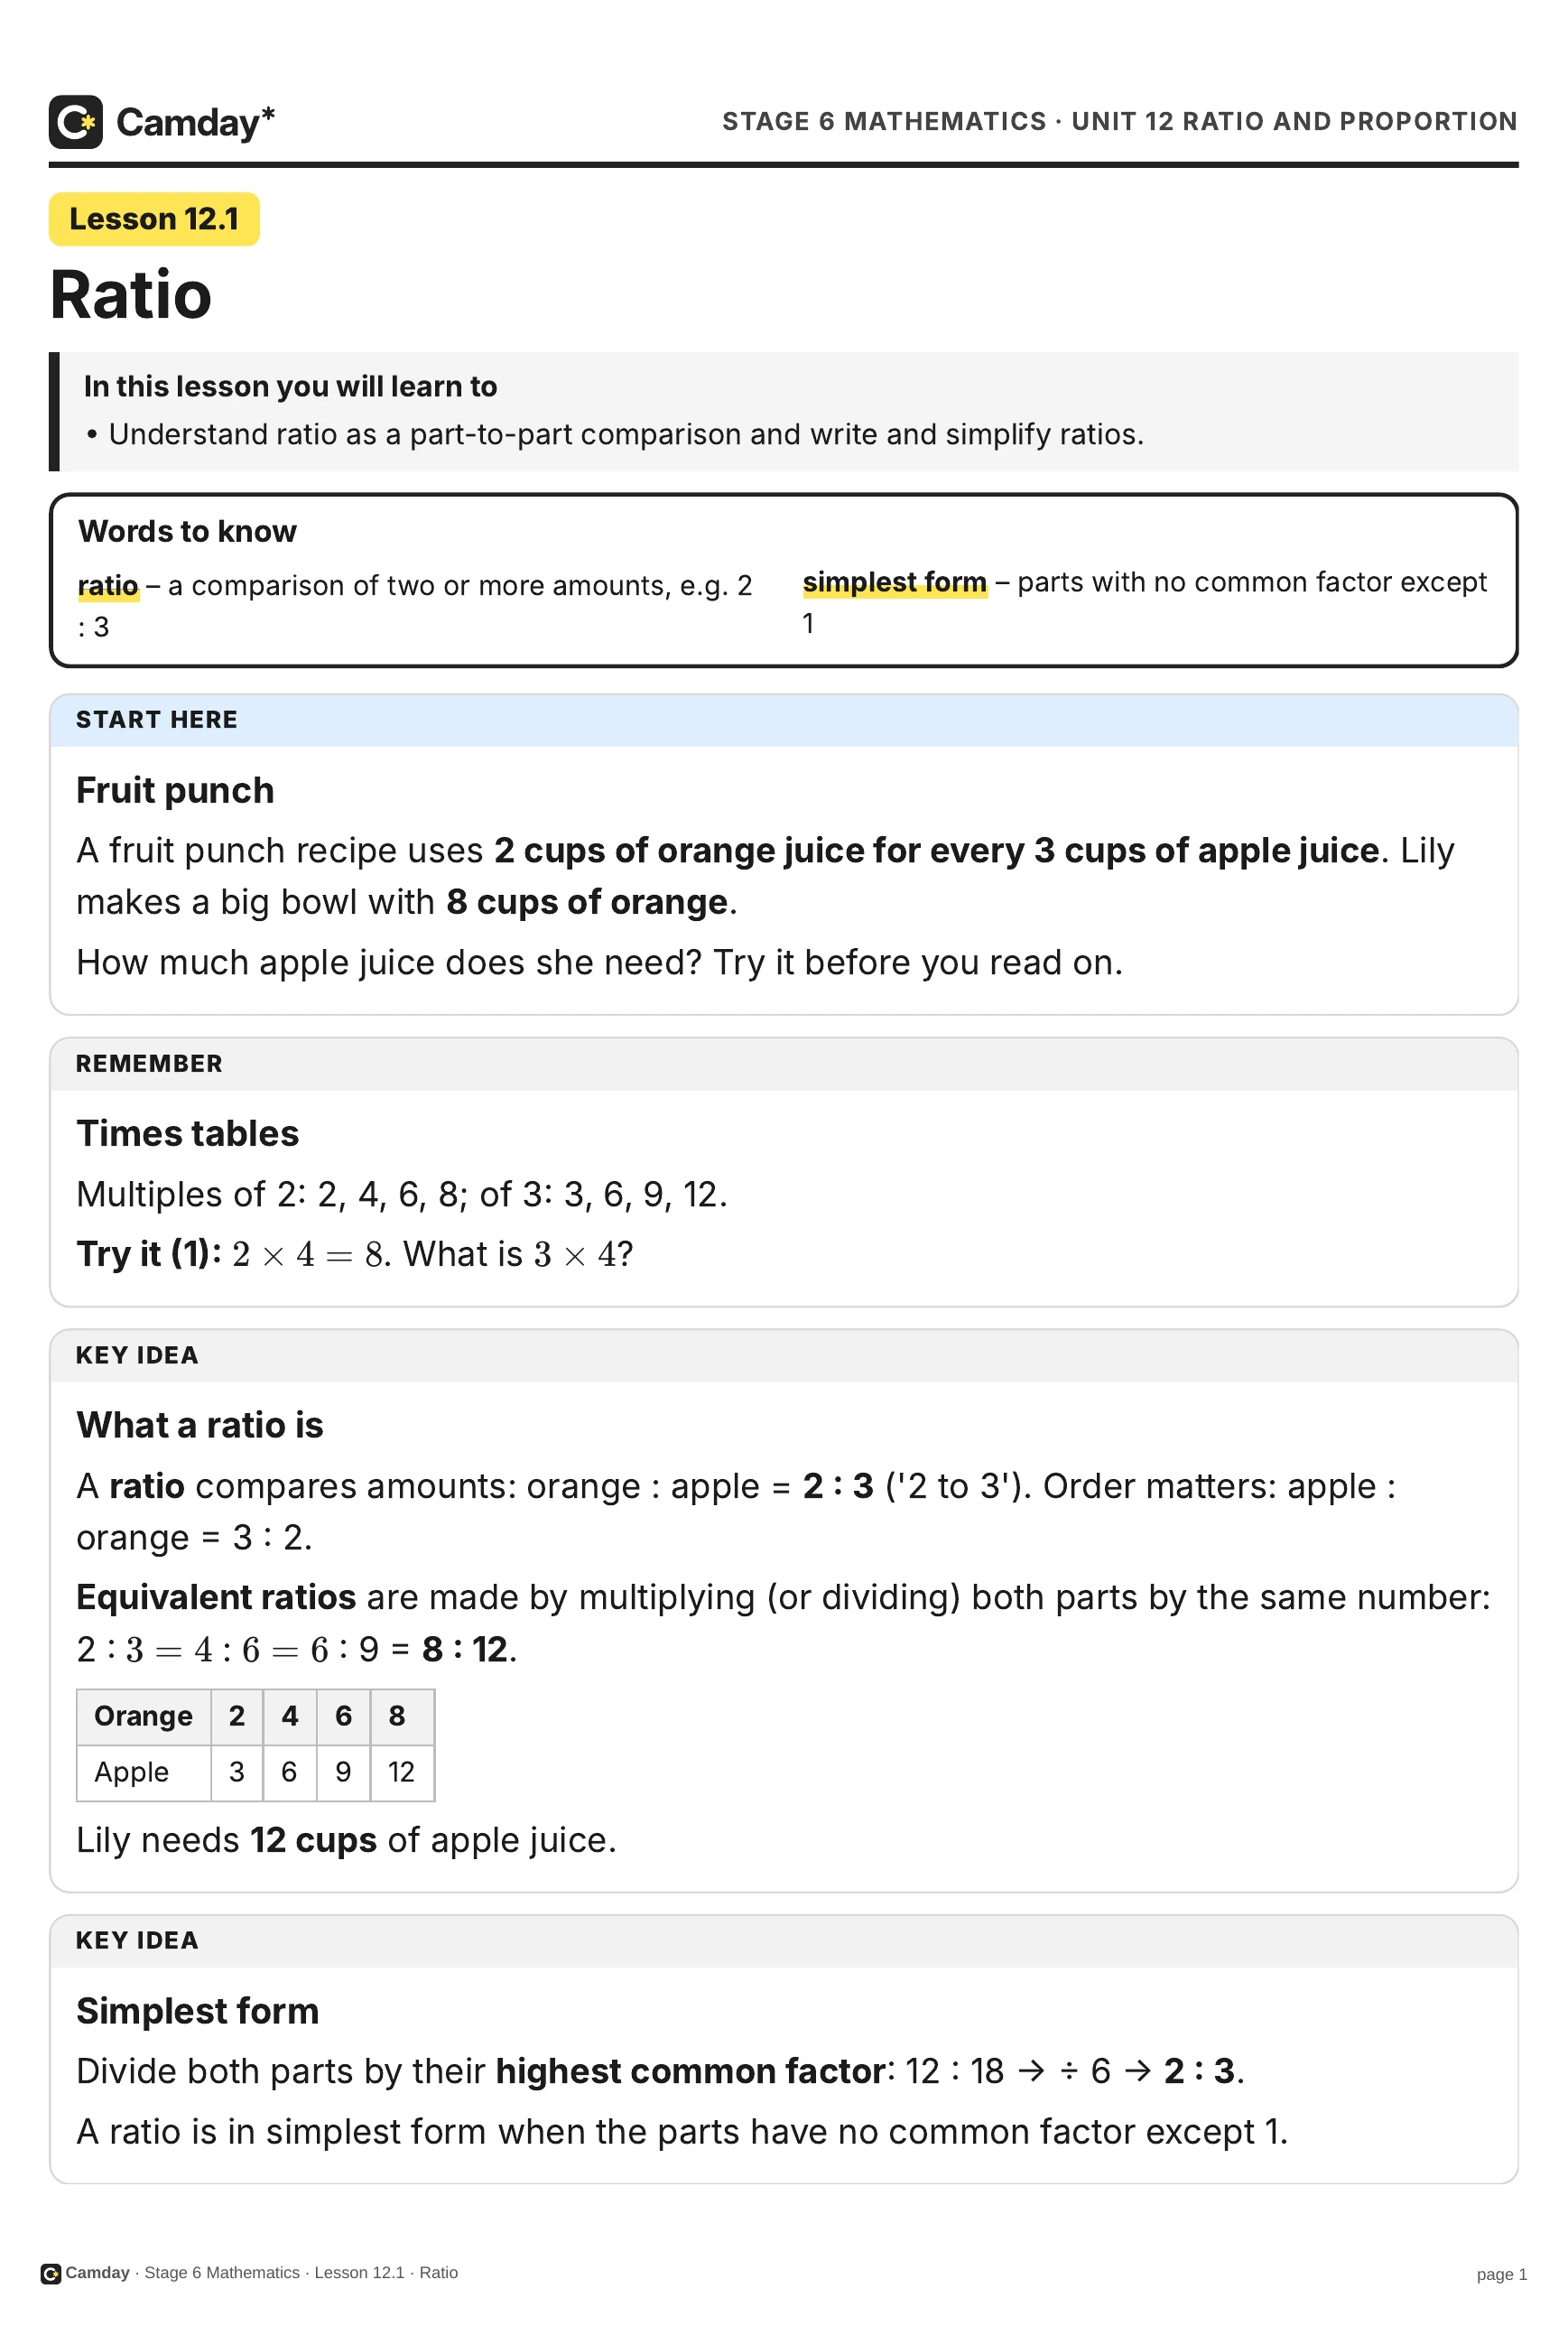 Camday*
STAGE 6 MATHEMATICS · UNIT 12 RATIO AND PROPORTION
Lesson 12.1
Ratio
In this lesson you will learn to
• Understand ratio as a part-to-part comparison and write and simplify ratios.
Words to know
ratio – a comparison of two or more amounts, e.g. 2
: 3
simplest form – parts with no common factor except
1
START HERE
Fruit punch
A fruit punch recipe uses 2 cups of orange juice for every 3 cups of apple juice. Lily
makes a big bowl with 8 cups of orange.
How much apple juice does she need? Try it before you read on.
REMEMBER
Times tables
Multiples of 2: 2, 4, 6, 8; of 3: 3, 6, 9, 12.
Try it (1): 2 × 4 = 8. What is 3 × 4?
KEY IDEA
What a ratio is
A ratio compares amounts: orange : apple = 2 : 3 ('2 to 3'). Order matters: apple :
orange = 3 : 2.
Equivalent ratios are made by multiplying (or dividing) both parts by the same number:
2 : 3 = 4 : 6 = 6 : 9 = 8 : 12.
Orange 2 4 6 8
Apple 3 6 9 12
Lily needs 12 cups of apple juice.
KEY IDEA
Simplest form
Divide both parts by their highest common factor: 12 : 18 → ÷ 6 → 2 : 3.
A ratio is in simplest form when the parts have no common factor except 1.
Camday · Stage 6 Mathematics · Lesson 12.1 · Ratio
page 1